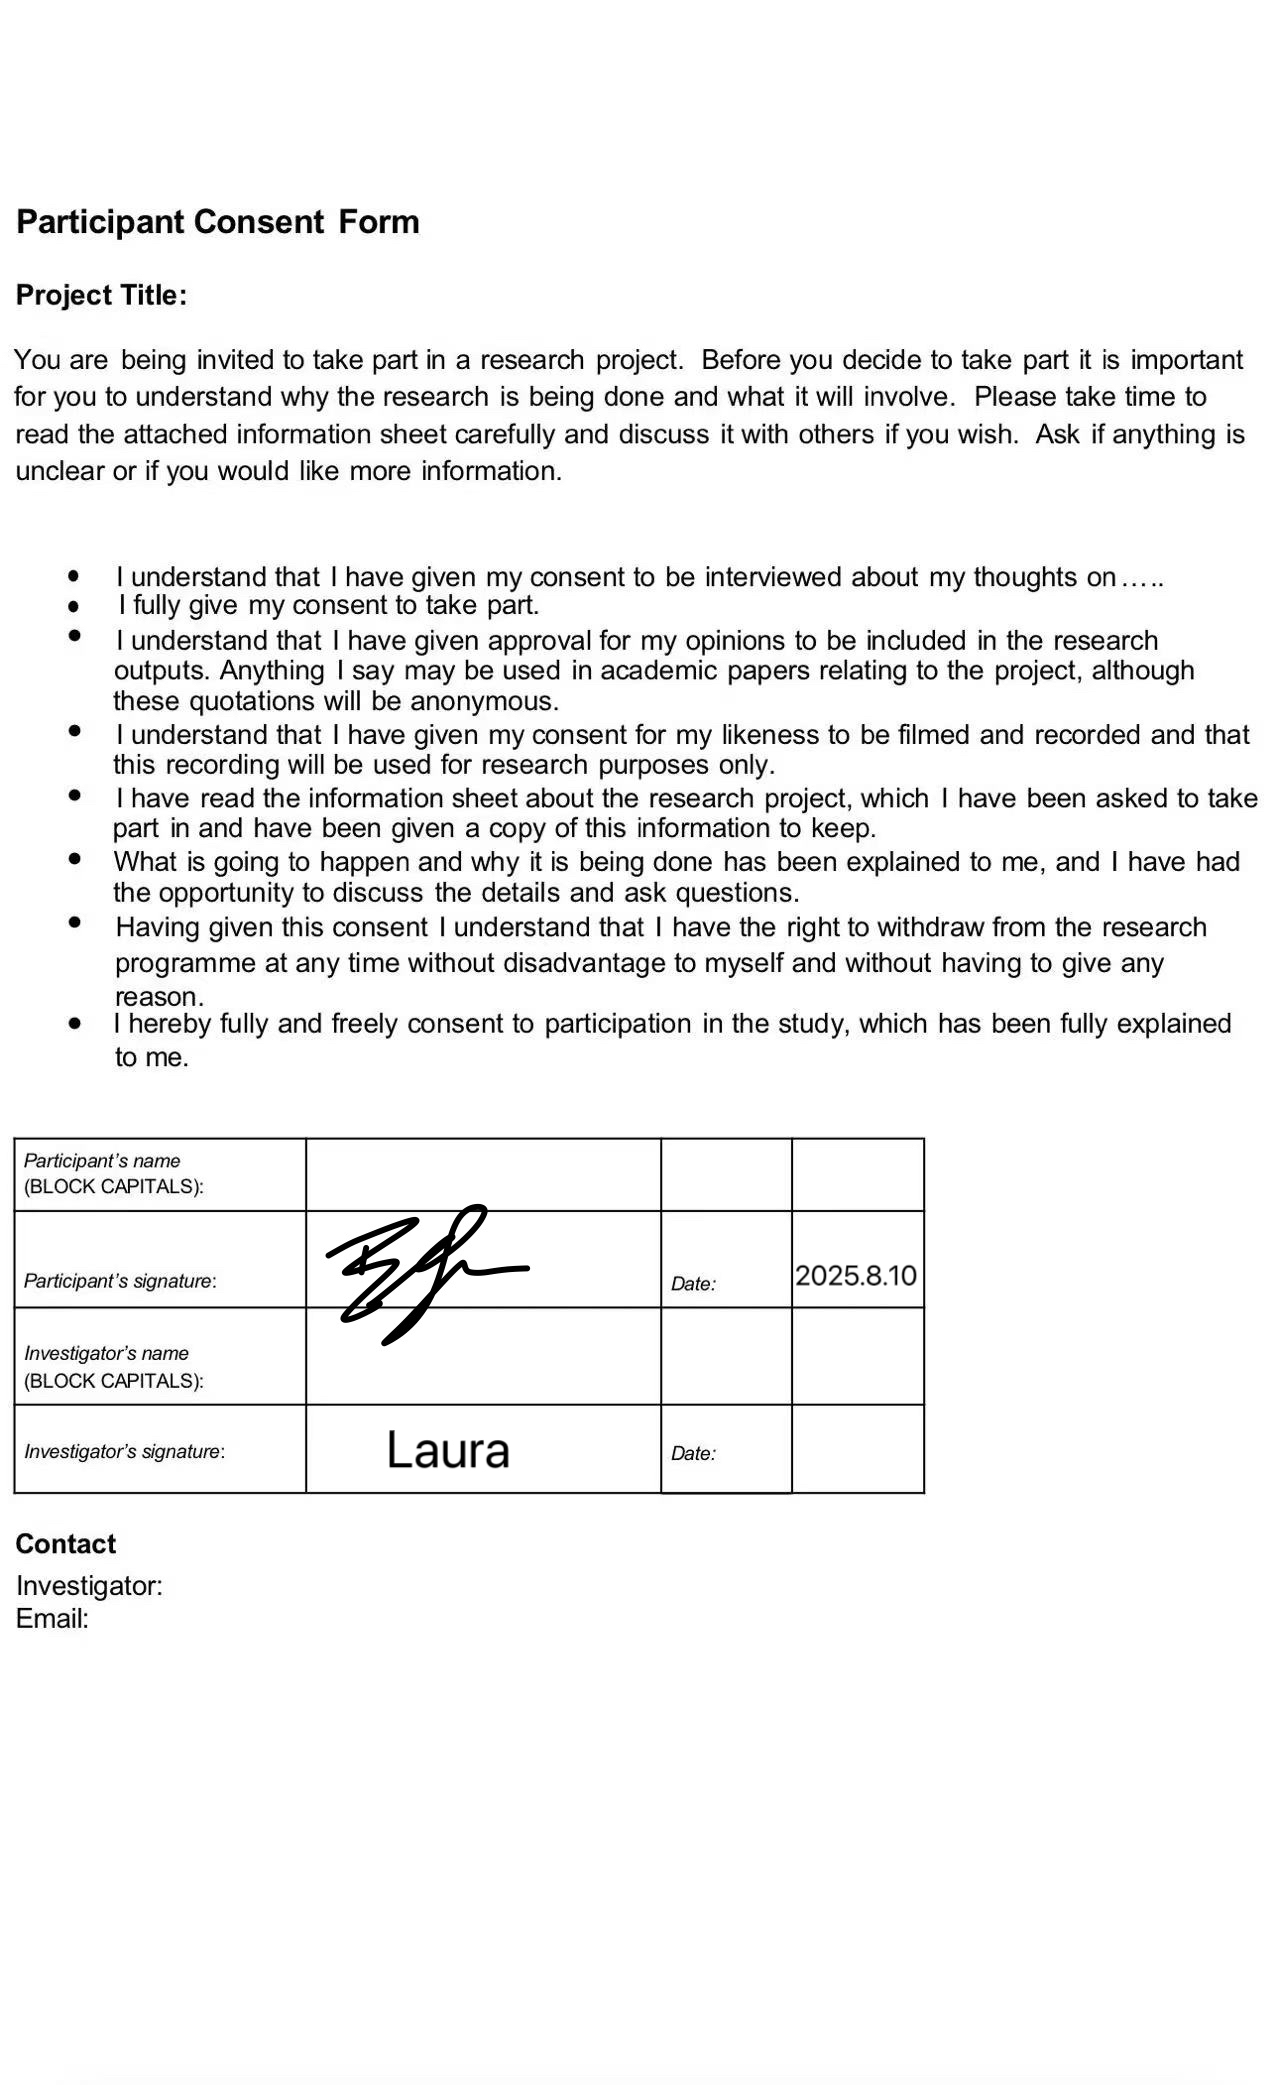 Participant Consent Form
Project Title:
You are being invited to take part in a research project. Before you decide to take part it is important
for you to understand why the research is being done and what it will involve. Please take time to
read the attached information sheet carefully and discuss it with others if you wish. Ask if anything is
unclear or if you would like more information.
• I understand that I have given my consent to be interviewed about my thoughts on…..
• I fully give my consent to take part.
• I understand that I have given approval for my opinions to be included in the research
outputs. Anything I say may be used in academic papers relating to the project, although
these quotations will be anonymous.
• I understand that I have given my consent for my likeness to be filmed and recorded and that
this recording will be used for research purposes only.
• I have read the information sheet about the research project, which I have been asked to take
part in and have been given a copy of this information to keep.
• What is going to happen and why it is being done has been explained to me, and I have had
the opportunity to discuss the details and ask questions.
• Having given this consent I understand that I have the right to withdraw from the research
programme at any time without disadvantage to myself and without having to give any
reason.
• I hereby fully and freely consent to participation in the study, which has been fully explained
to me.
Participant's name
(BLOCK CAPITALS):
Participant's signature:
Date: 2025.8.10
Investigator's name
(BLOCK CAPITALS):
Investigator's signature: Laura Date:
Contact
Investigator:
Email: